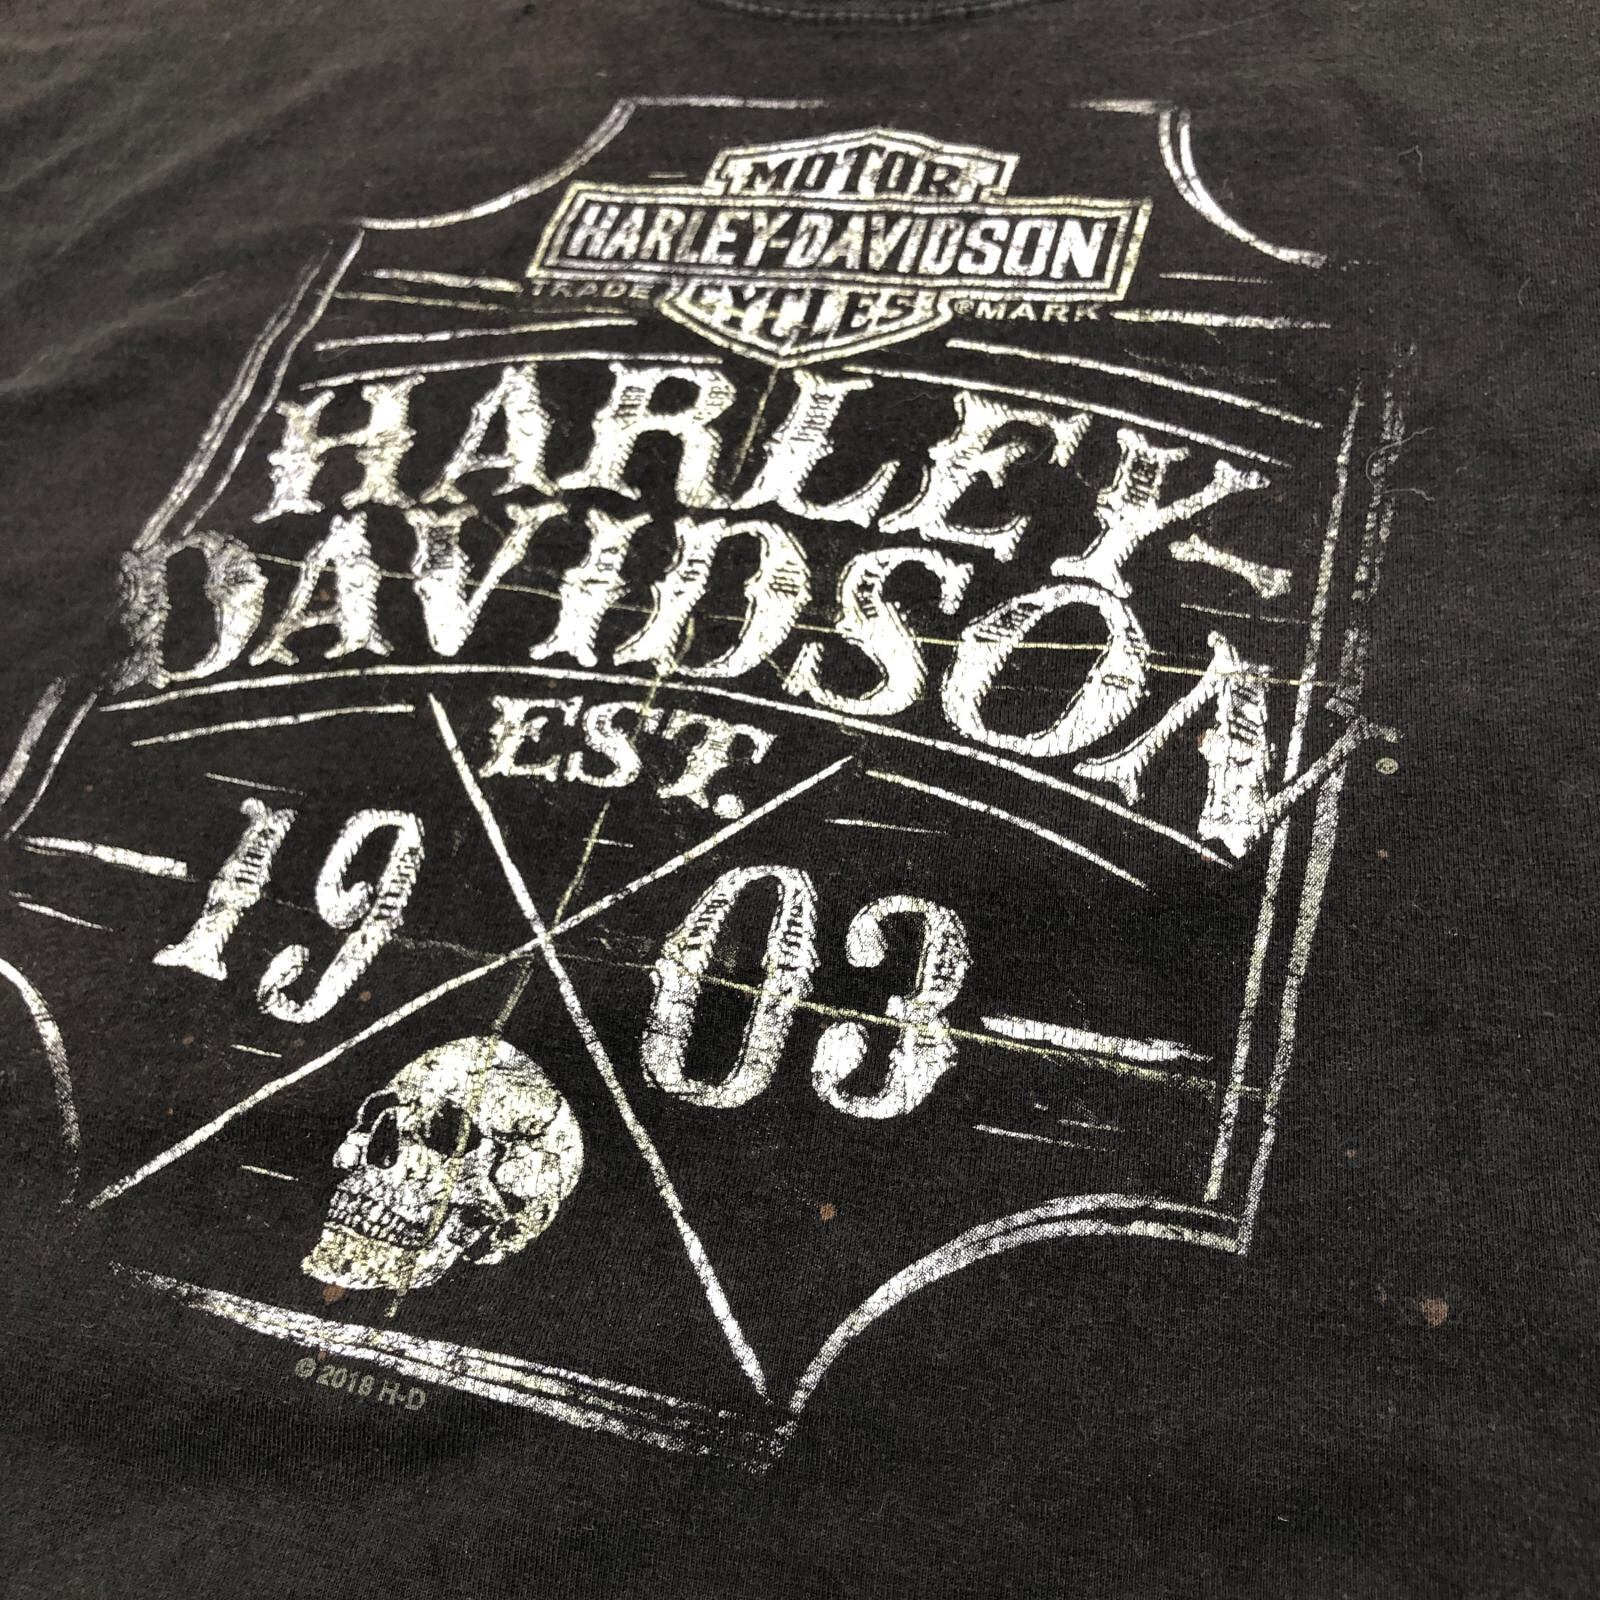 MOTOR
HARLEY-DAVIDSON
TRADE CYCLES ®MARK
HARLEY-
DAVIDSON
®
EST.
19 03
© 2018 H-D